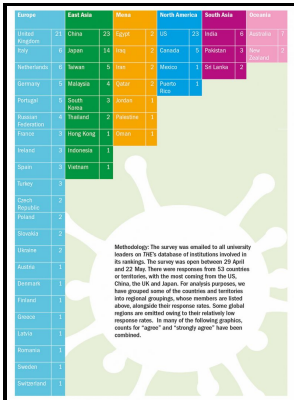 Europe
East Asia
Mena
North America
South Asia
Oceania
United Kingdom 21
China 23
Egypt 2
US 23
India 6
Australia 1
Italy 6
Japan 14
Iraq 2
Canada 5
Pakistan 3
New Zealand
Netherlands 6
Taiwan 5
Iran 2
Mexico 1
Sri Lanka 2
Germany 5
Malaysia 4
Qatar 2
Puerto Rico 1
Portugal 5
South Korea 3
Jordan 1
Russian Federation 4
Thailand 2
Palestine 1
France 3
Hong Kong 1
Oman 1
Ireland 3
Indonesia 1
Spain 3
Vietnam 1
Turkey 3
Czech Republic 2
Poland 2
Slovakia 2
Ukraine 2
Austria 1
Denmark 1
Finland 1
Greece 1
Latvia 1
Romania 1
Sweden 1
Switzerland 1
Methodology: The survey was emailed to all university
leaders on THE's database of institutions involved in
its rankings. The survey was upen between 29 April
and 22 May. There were responses from 53 countries
or territories, with the most coming from the US,
China, the UK and Japan. For analysis purposes, we
have grouped some of the countries and territories
into regional groupings, whose members are listed
above, alongside their response rates. Some global
regions are omitted owing to their relatively low
response rates. In many of the following graphics,
counts for "agree" and "strongly agree" have been
combined.